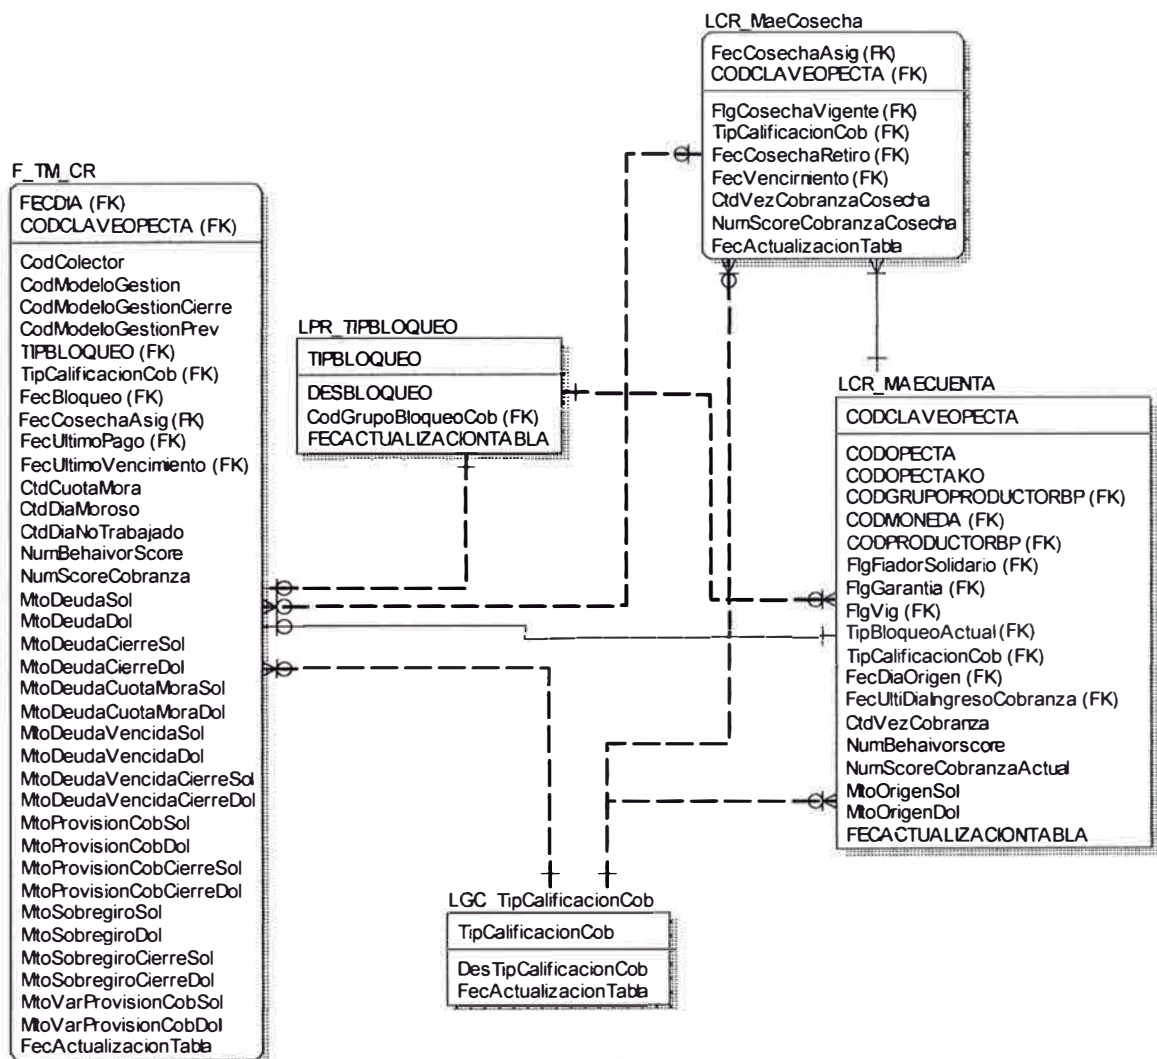 LCR_MaeCosecha
FecCosechaAsig (FK)
CODCLAVEOPECTA (FK)
FlgCosechaVigente (FK)
TipCalificacionCob (FK)
FecCosechaRetiro (FK)
FecVencimiento (FK)
CtdVezCobranzaCosecha
NumScoreCobranzaCosecha
FecActualizacionTabla
F_TM_CR
FECDIA (FK)
CODCLAVEOPECTA (FK)
CodColector
CodModeloGestion
CodModeloGestionCierre
CodModeloGestionPrev
TIPBLOQUEO (FK)
TipCalificacionCob (FK)
FecBloqueo (FK)
FecCosechaAsig (FK)
FecUltimoPago (FK)
FecUltimoVencimiento (FK)
CtdCuotaMora
CtdDiaMoroso
CtdDiaNoTrabajado
NumBehaivorScore
NumScoreCobranza
MtoDeudaSol
MtoDeudaDol
MtoDeudaCierreSol
MtoDeudaCierreDol
MtoDeudaCuotaMoraSol
MtoDeudaCuotaMoraDol
MtoDeudaVencidaSol
MtoDeudaVencidaDol
MtoDeudaVencidaCierreSol
MtoDeudaVencidaCierreDol
MtoProvisionCobSol
MtoProvisionCobDol
MtoProvisionCobCierreSol
MtoProvisionCobCierreDol
MtoSobregiroSol
MtoSobregiroDol
MtoSobregiroCierreSol
MtoSobregiroCierreDol
MtoVarProvisionCobSol
MtoVarProvisionCobDol
FecActualizacionTabla
LPR_TIPBLOQUEO
TIPBLOQUEO
DESBLOQUEO
CodGrupoBloqueoCob (FK)
FECACTUALIZACIONTABLA
LCR_MAECUENTA
CODCLAVEOPECTA
CODOPECTA
CODOPECTAKO
CODGRUPOPRODUCTORBP (FK)
CODMONEDA (FK)
CODPRODUCTORBP (FK)
FlgFiadorSolidario (FK)
FlgGarantia (FK)
FlgVig (FK)
TipBloqueoActual (FK)
TipCalificacionCob (FK)
FecDiaOrigen (FK)
FecUltiDiaIngresoCobranza (FK)
CtdVezCobranza
NumBehaivorscore
NumScoreCobranzaActual
MtoOrigenSol
MtoOrigenDol
FECACTUALIZACIONTABLA
LGC_TipCalificacionCob
TipCalificacionCob
DesTipCalificacionCob
FecActualizacionTabla